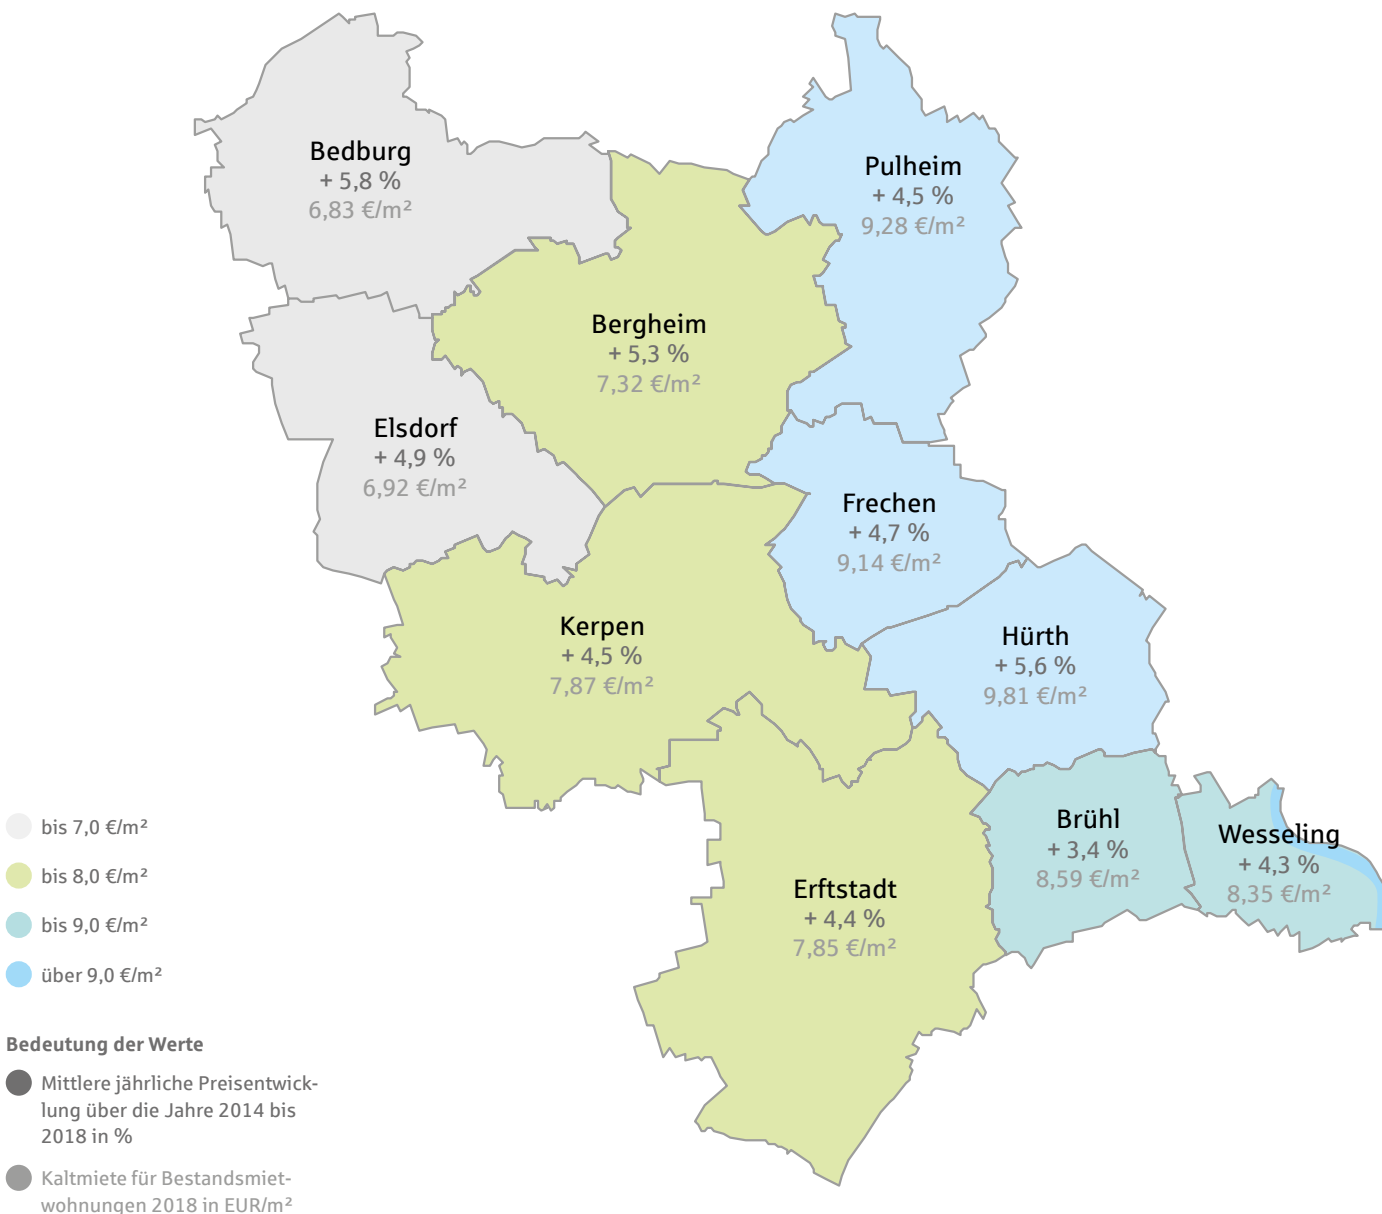 Bedburg
+ 5,8 %
6,83 €/m²
Pulheim
+ 4,5 %
9,28 €/m²
Bergheim
+ 5,3 %
7,32 €/m²
Elsdorf
+ 4,9 %
6,92 €/m²
Frechen
+ 4,7 %
9,14 €/m²
Kerpen
+ 4,5 %
7,87 €/m²
Hürth
+ 5,6 %
9,81 €/m²
Brühl
+ 3,4 %
8,59 €/m²
Wesseling
+ 4,3 %
8,35 €/m²
Erftstadt
+ 4,4 %
7,85 €/m²
bis 7,0 €/m²
bis 8,0 €/m²
bis 9,0 €/m²
über 9,0 €/m²
Bedeutung der Werte
Mittlere jährliche Preisentwick-
lung über die Jahre 2014 bis
2018 in %
Kaltmiete für Bestandsmiet-
wohnungen 2018 in EUR/m²